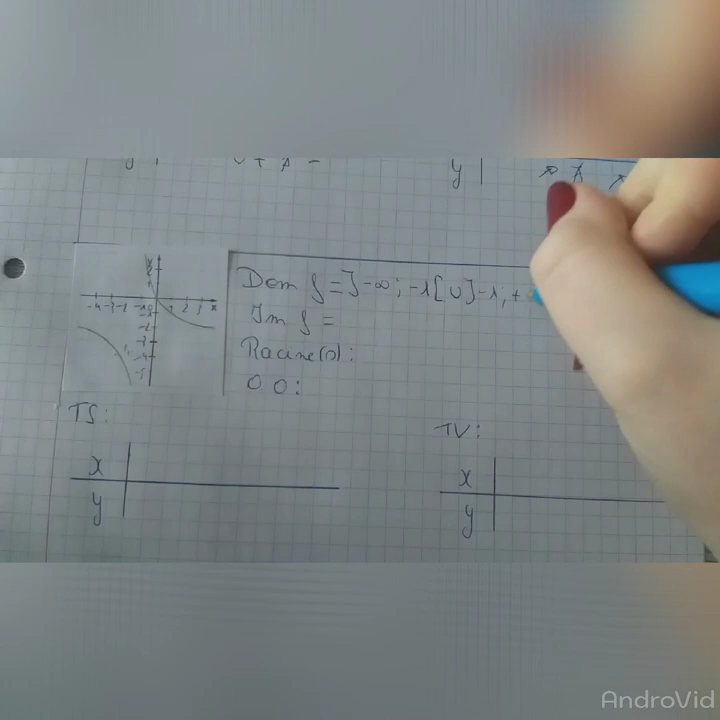 y
y
Dom f = ]-∞; -1[ U ]-1; +
Im f =
Racine(s):
O.O:
TS:
TV:
x
y
x
y
AndroVid